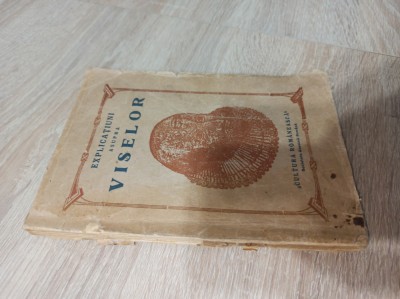 EXPLICAȚIUNI
ASUPRA
VISELOR
„CULTURA ROMÂNEASCĂ"